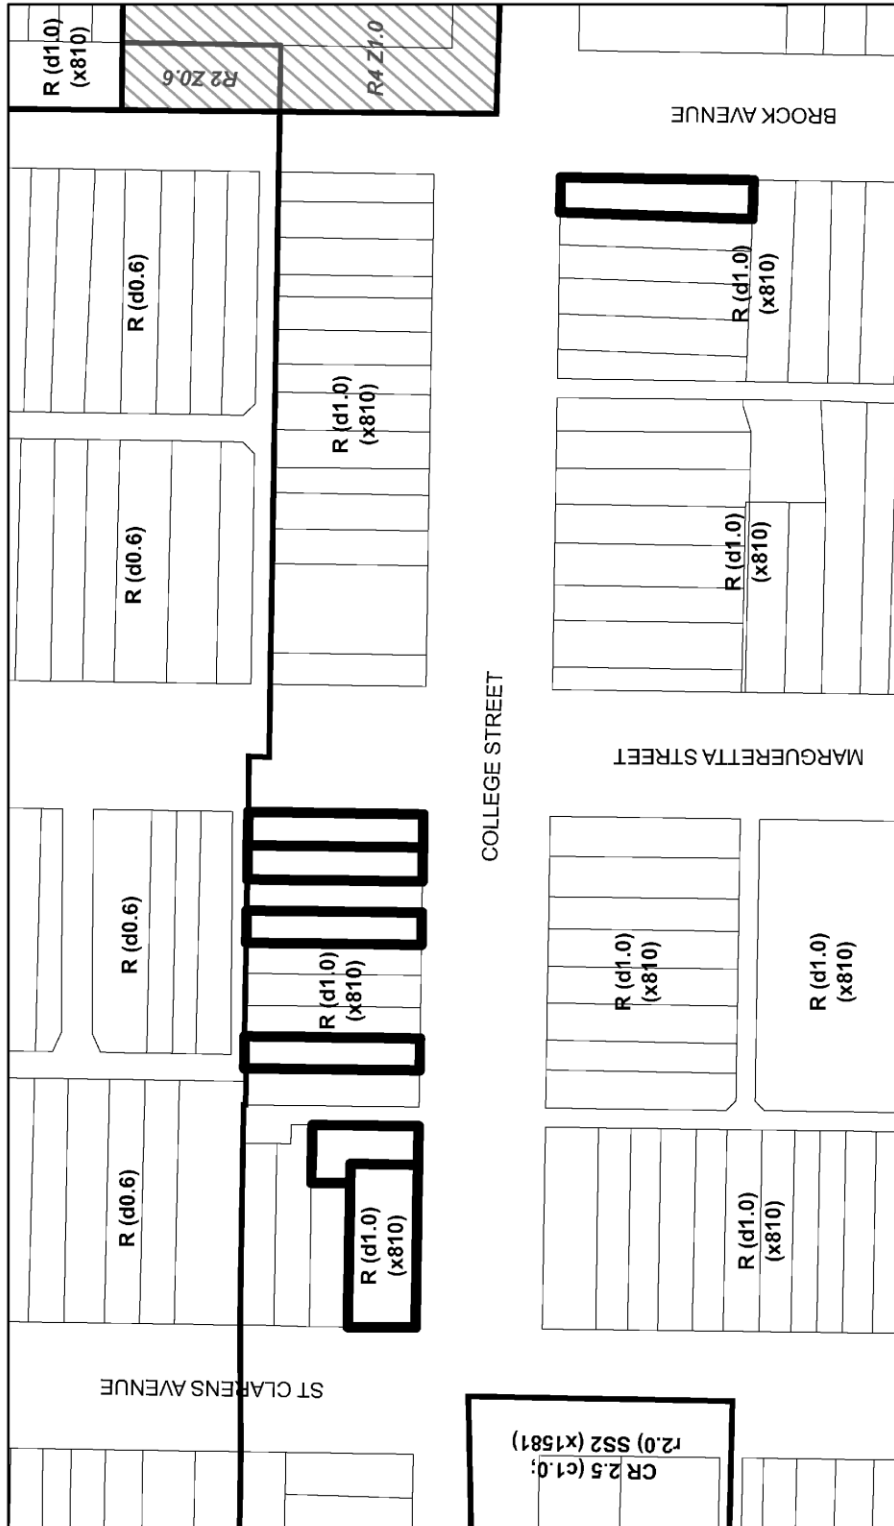 R (d1.0)
(x810)
R2 Z0.6
R4 Z1.0
BROCK AVENUE
R (d0.6)
R (d1.0)
(x810)
R (d1.0)
(x810)
R (d0.6)
R (d1.0)
(x810)
COLLEGE STREET
MARGUERETTA STREET
R (d0.6)
R (d1.0)
(x810)
R (d1.0)
(x810)
R (d1.0)
(x810)
R (d0.6)
R (d1.0)
(x810)
R (d1.0)
(x810)
ST CLARENS AVENUE
CR 2.5 (c1.0;
r2.0) SS2 (x1581)